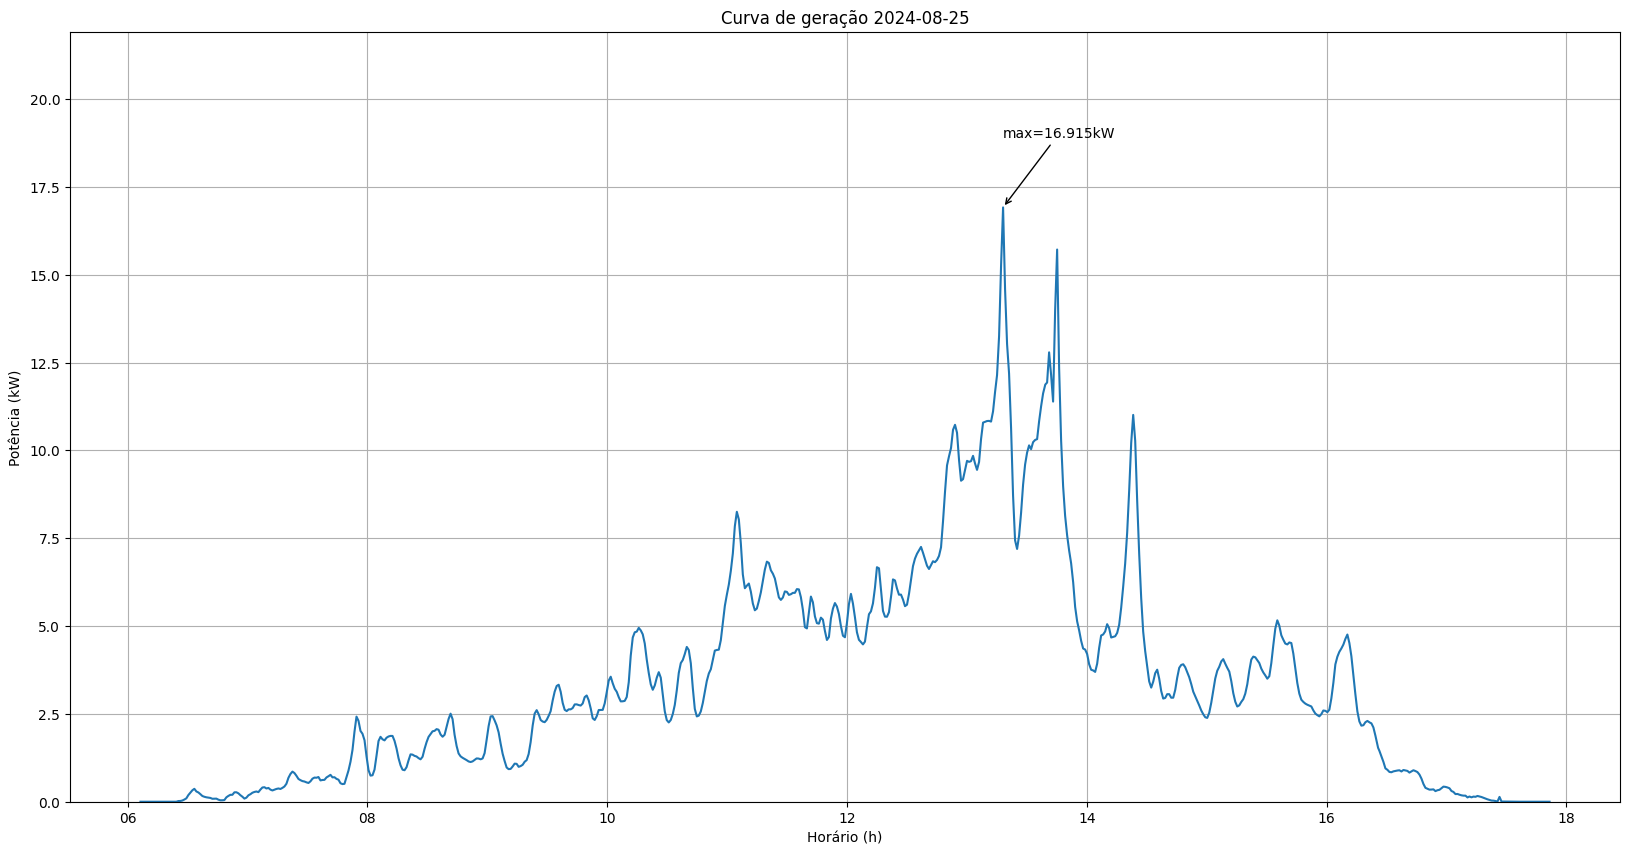 Curva de geração 2024-08-25
20.0
17.5
15.0
12.5
10.0
7.5
5.0
2.5
0.0
Potência (kW)
max=16.915kW
06 08 10 12 14 16 18
Horário (h)